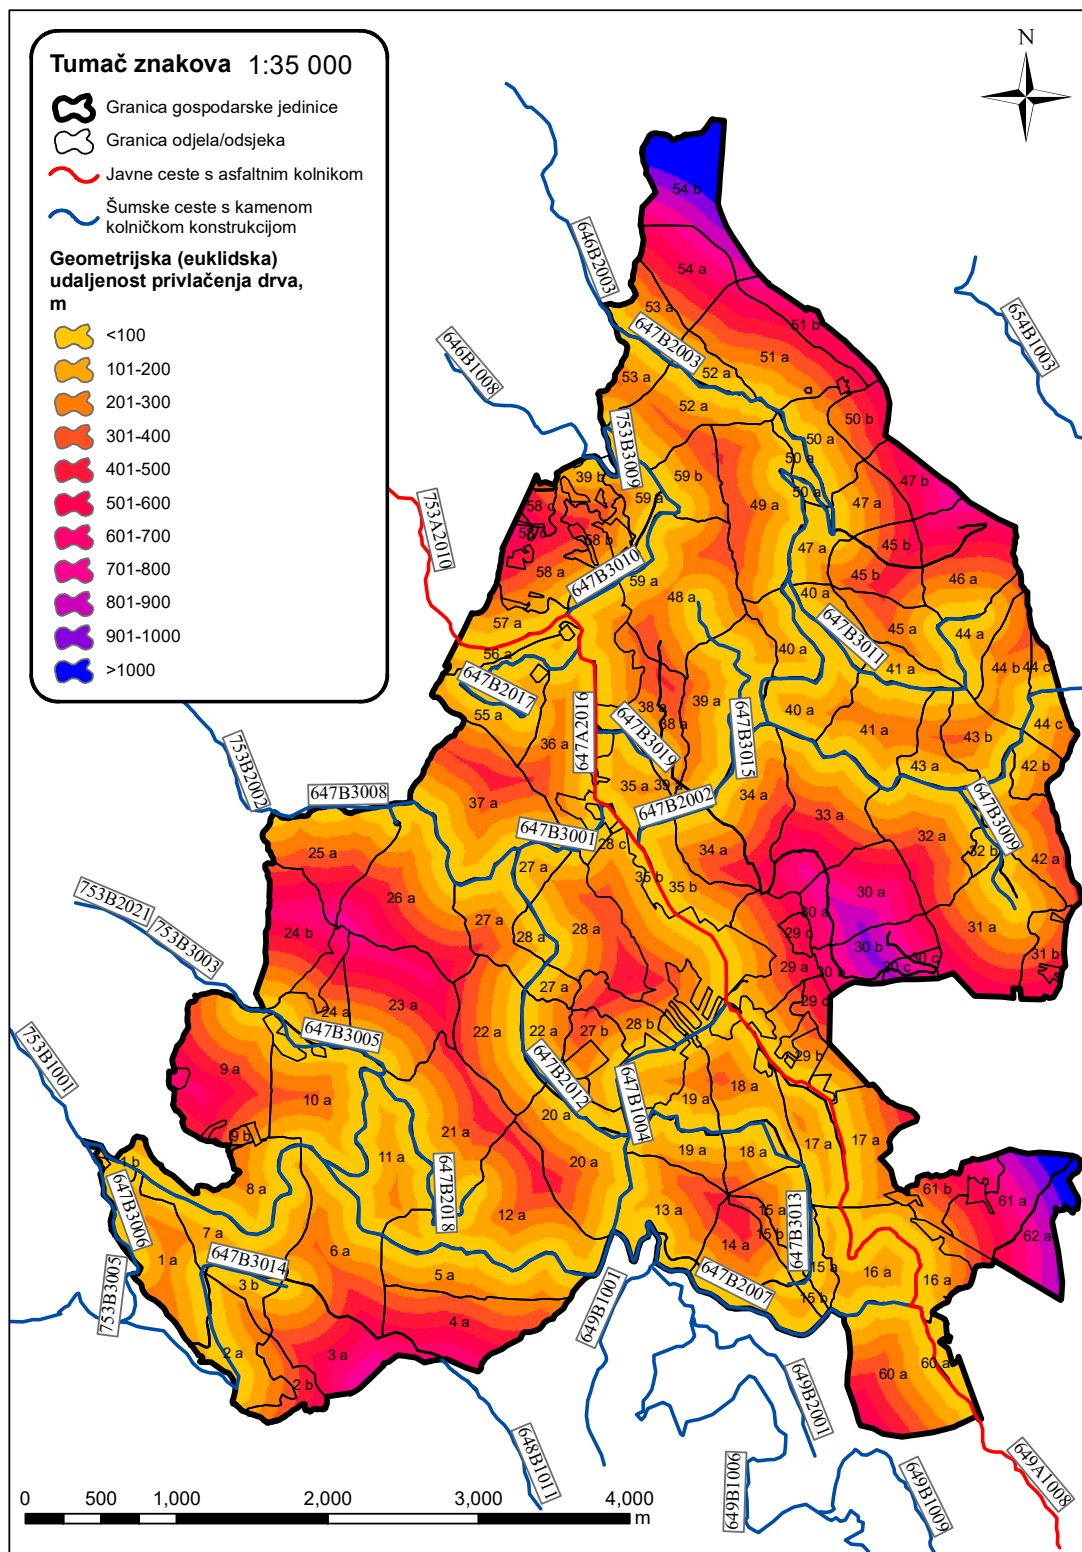 Tumač znakova 1:35 000
Granica gospodarske jedinice
Granica odjela/odsjeka
Javne ceste s asfaltnim kolnikom
Šumske ceste s kamenom
kolničkom konstrukcijom
Geometrijska (euklidska)
udaljenost privlačenja drva,
m
<100
101-200
201-300
301-400
401-500
501-600
601-700
701-800
801-900
901-1000
>1000
N
54 b
646B2003
54 a
53 a
51 b
654B1003
647B2003
51 a
646B1008
53 a
52 a
52 a
50 b
753B3009
50 a
50 a
39 b
59 b
47 b
50 a
58 c
59 a
49 a
47 a
753A2010
58 b
47 a
45 b
58 a
647B3010
59 a
45 b
46 a
48 a
40 a
57 a
45 a
44 a
647B3011
56 a
40 a
44 b
44 c
41 a
647B2017
38 a
39 a
40 a
55 a
647A2016
647B3019
38 a
647B3015
41 a
44 c
753B2002
36 a
43 b
43 a
42 b
647B3008
37 a
35 a
39 a
34 a
647B2002
33 a
647B3009
647B3001
28 c
34 a
32 a
32 b
25 a
27 a
35 b
35 b
42 a
753B2021
26 a
30 a
27 a
30 a
31 a
753B3003
24 b
28 a
28 a
29 c
30 b
31 b
29 a
30 b
30 c
30 c
27 a
24 a
23 a
29 c
647B3005
22 a
22 a
27 b
28 b
29 b
753B1001
9 a
647B2012
10 a
647B1004
18 a
19 a
20 a
9 b
21 a
17 a
17 a
1 b
11 a
20 a
19 a
18 a
8 a
647B2018
61 b
61 a
647B3006
12 a
13 a
15 a
647B3013
7 a
15 b
62 a
1 a
6 a
14 a
647B3014
5 a
15 a
16 a
16 a
3 b
647B2007
753B3005
15 b
649B1001
4 a
2 a
3 a
60 a
60 a
2 b
649B2001
648B1011
649B1006
649B1009
649A1008
0 500 1,000 2,000 3,000 4,000
m